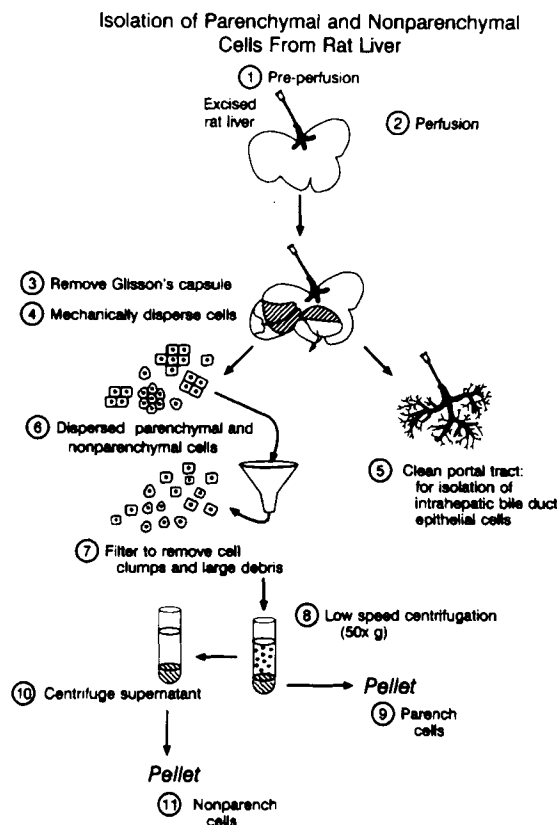 Isolation of Parenchymal and Nonparenchymal
Cells From Rat Liver
1 Pre-perfusion
Excised
rat liver
2 Perfusion
3 Remove Glisson's capsule
4 Mechanically disperse cells
5 Clean portal tract:
for isolation of
intrahepatic bile duct
epithelial cells
6 Dispersed parenchymal and
nonparenchymal cells
7 Filter to remove cell
clumps and large debris
8 Low speed centrifugation
(50x g)
Pellet
9 Parench
cells
10 Centrifuge supernatant
Pellet
11 Nonparench
cells